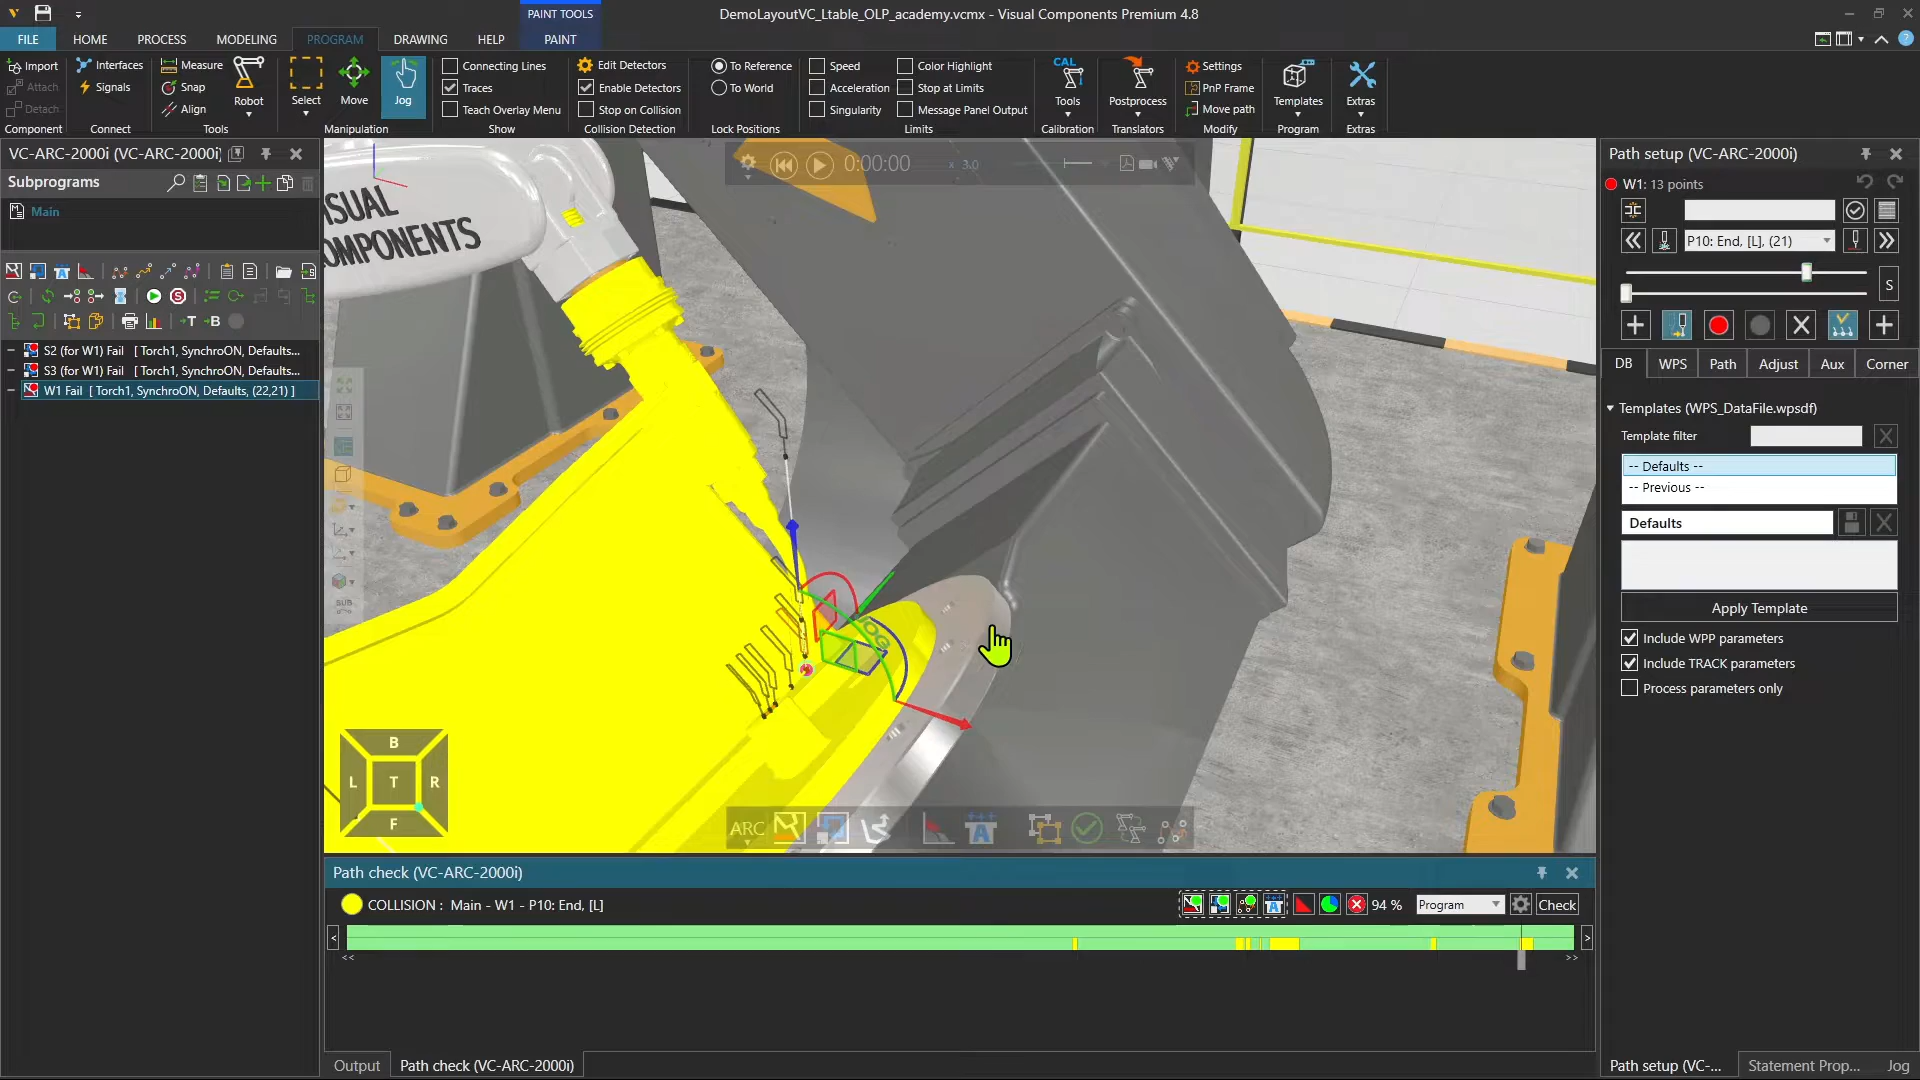 DemoLayoutVC_Ltable_OLP_academy.vcmx - Visual Components Premium 4.8
PAINT TOOLS
FILE HOME PROCESS MODELING PROGRAM DRAWING HELP PAINT
Import Interfaces Measure Connecting Lines Edit Detectors To Reference Speed Color Highlight CAL Settings
Attach Signals Snap Traces Enable Detectors To World Acceleration Stop at Limits PnP Frame
Robot Select Move Jog Tools Postprocess Templates Extras
Detach Align Teach Overlay Menu Stop on Collision Singularity Message Panel Output Move path
Component Connect Tools Manipulation Show Collision Detection Lock Positions Limits Calibration Translators Modify Program Extras
VC-ARC-2000i (VC-ARC-2000i)
Subprograms
Main
T B
S2 (for W1) Fail [ Torch1, SynchroON, Defaults...
S3 (for W1) Fail [ Torch1, SynchroON, Defaults...
W1 Fail [ Torch1, SynchroON, Defaults, (22,21) ]
0:00:00 x 3.0
ISUAL
OMPONENTS
SUB
JOG
B
L T R
F
ARC
A
Path check (VC-ARC-2000i)
COLLISION : Main - W1 - P10: End, [L]
94 % Program Check
< >
<< >>
Output Path check (VC-ARC-2000i)
Path setup (VC-ARC-2000i)
W1: 13 points
P10: End, [L], (21)
S
DB WPS Path Adjust Aux Corner
Templates (WPS_DataFile.wpsdf)
Template filter
-- Defaults --
-- Previous --
Defaults
Apply Template
Include WPP parameters
Include TRACK parameters
Process parameters only
Path setup (VC-... Statement Prop... Jog